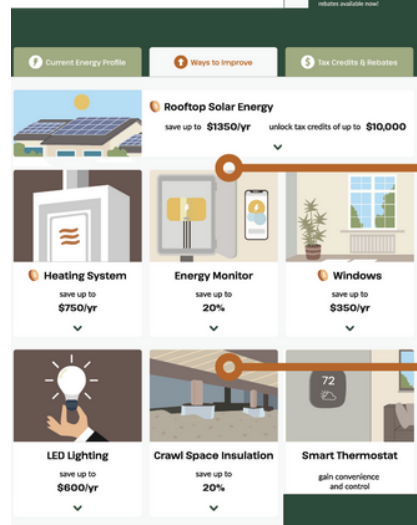 rebates available now!
Current Energy Profile
Ways to Improve
$ Tax Credits & Rebates
Rooftop Solar Energy
save up to $1350/yr unlock tax credits of up to $10,000
Heating System
save up to
$750/yr
Energy Monitor
save up to
20%
Windows
save up to
$350/yr
LED Lighting
save up to
$600/yr
Crawl Space Insulation
save up to
20%
72
Smart Thermostat
gain convenience
and control